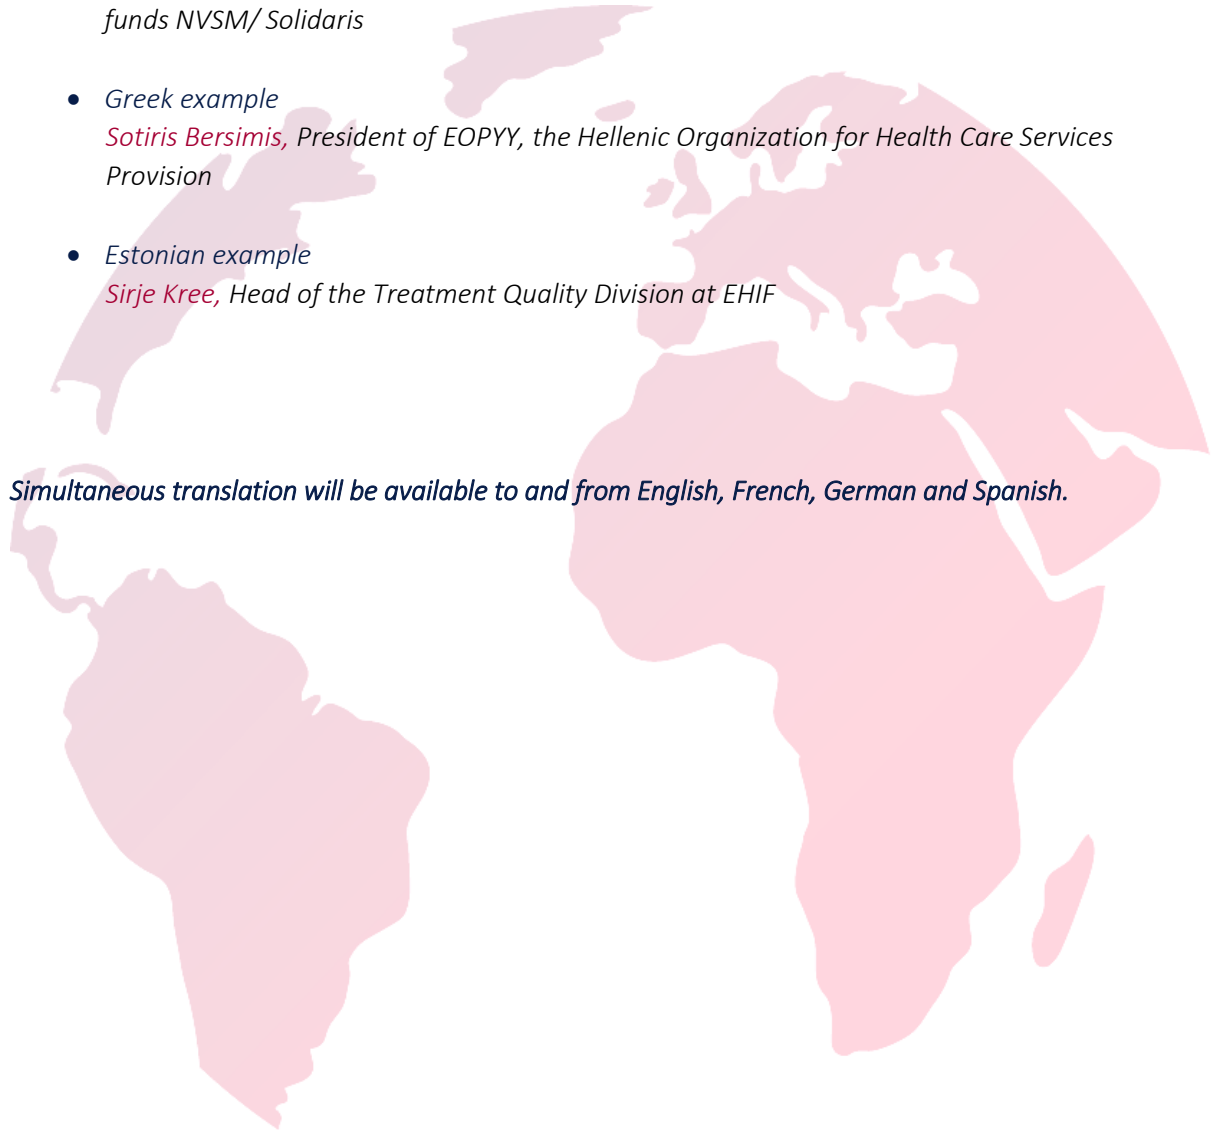 funds NVSM/ Solidaris
• Greek example
Sotiris Bersimis, President of EOPYY, the Hellenic Organization for Health Care Services
Provision
• Estonian example
Sirje Kree, Head of the Treatment Quality Division at EHIF
Simultaneous translation will be available to and from English, French, German and Spanish.